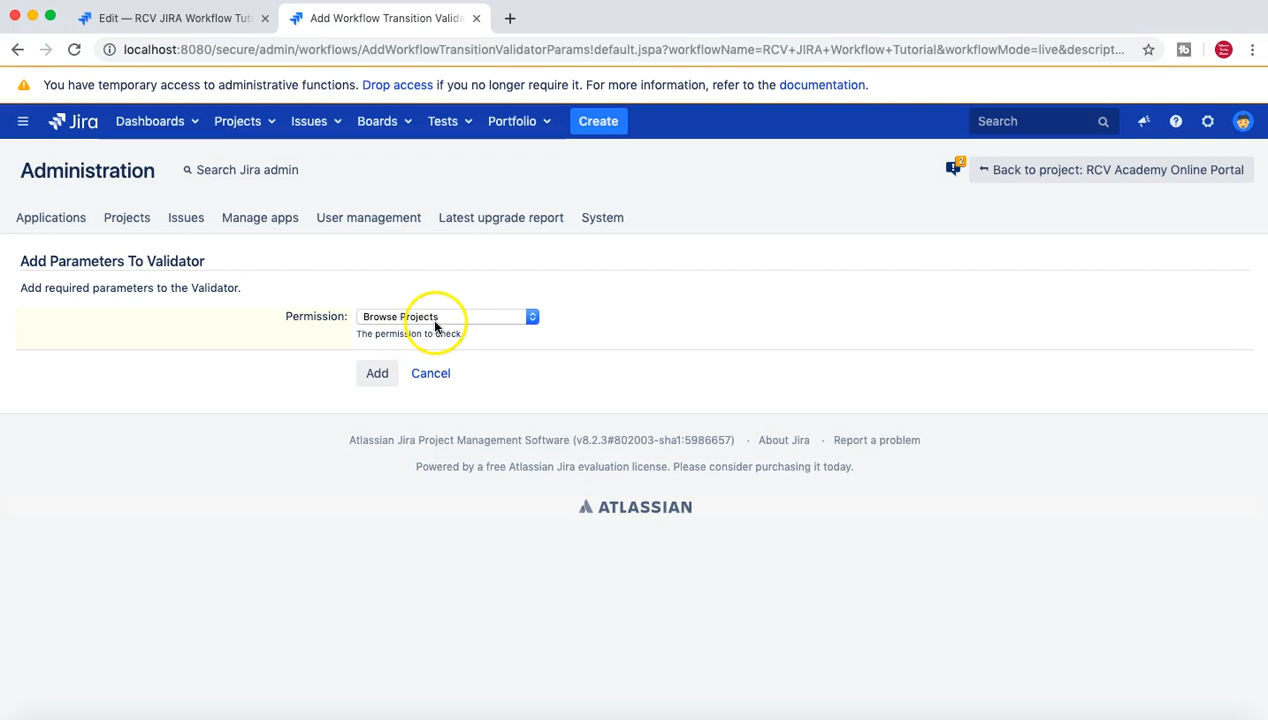 Edit — RCV JIRA Workflow Tut
Add Workflow Transition Valida
localhost:8080/secure/admin/workflows/AddWorkflowTransitionValidatorParams!default.jspa?workflowName=RCV+JIRA+Workflow+Tutorial&workflowMode=live&descript...
You have temporary access to administrative functions. Drop access if you no longer require it. For more information, refer to the documentation.
Jira Dashboards Projects Issues Boards Tests Portfolio Create Search
Administration Search Jira admin 2 Back to project: RCV Academy Online Portal
Applications Projects Issues Manage apps User management Latest upgrade report System
Add Parameters To Validator
Add required parameters to the Validator.
Permission: Browse Projects
The permission to check
Add Cancel
Atlassian Jira Project Management Software (v8.2.3#802003-sha1:5986657) · About Jira · Report a problem
Powered by a free Atlassian Jira evaluation license. Please consider purchasing it today.
ATLASSIAN